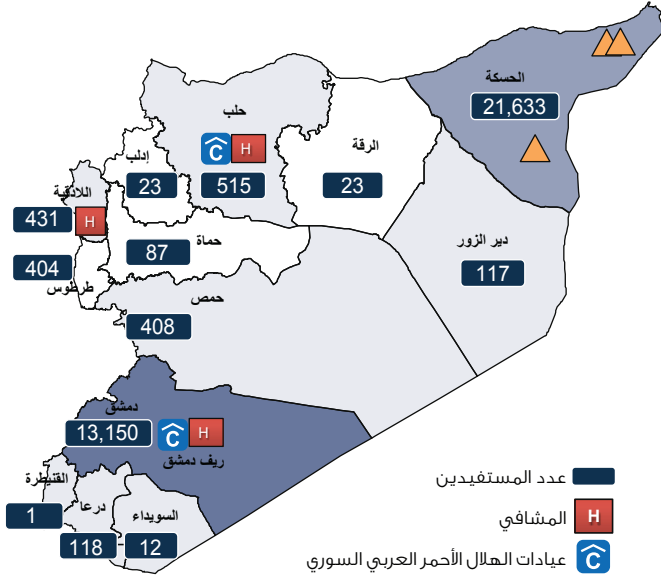 الحسكة
21,633
حلب
C H
515
الرقة
23
إدلب
23
اللاذقية
431 H
حماة
87
404
طرطوس
دير الزور
117
حمص
408
دمشق
13,150 C H
ريف دمشق
القنيطرة
1
درعا
118
السويداء
12
عدد المستفيدين
H المشافي
C عيادات الهلال الأحمر العربي السوري